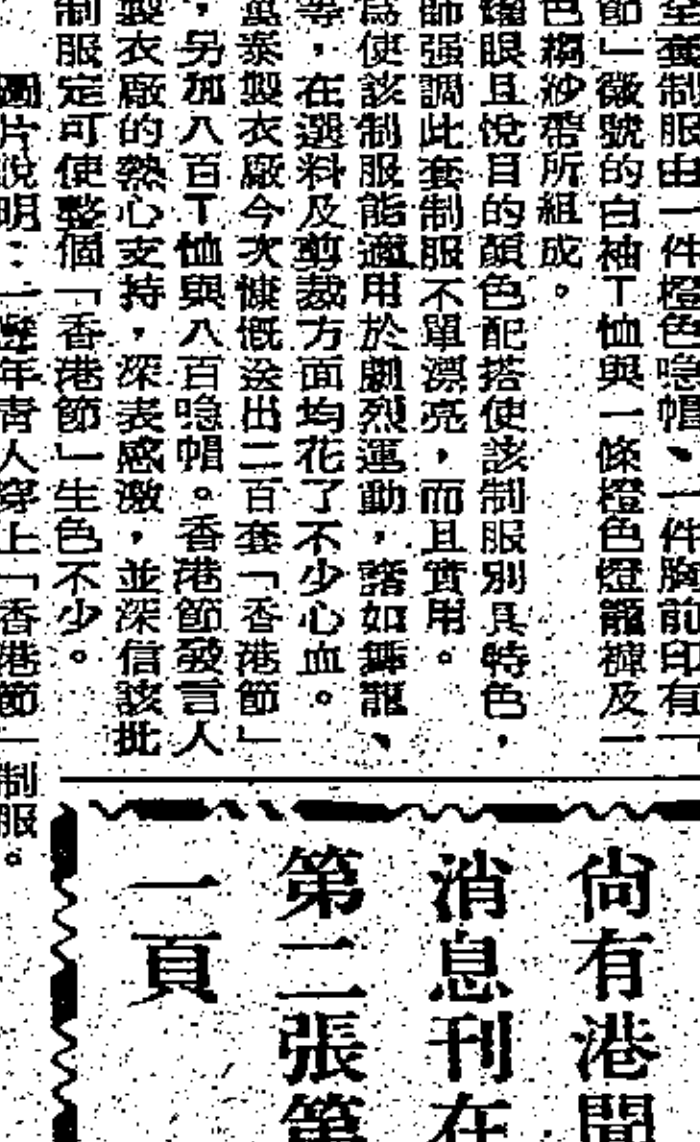 全套制服由一件橙色喼帽、一件胸前印有「
節」徽號的白袖T恤與一條橙色燈籠褲及一
色縐紗帶所組成。
耀眼且悅目的顏色配搭使該制服別具特色,
師强調此套制服不單漂亮,而且實用。
爲使該制服能適用於劇烈運動,諸如舞龍、
等,在選料及剪裁方面均花了不少心血。
萬泰製衣廠今次慷慨送出二百套「香港節」
,另加八百T恤與八百喼帽。香港節發言人
製衣廠的熱心支持,深表感激,並深信該批
制服定可使整個「香港節」生色不少。
圖片說明:一歷年靑人穿上「香港節」制服。
尙有港聞
消息刊在
第二張第
一頁